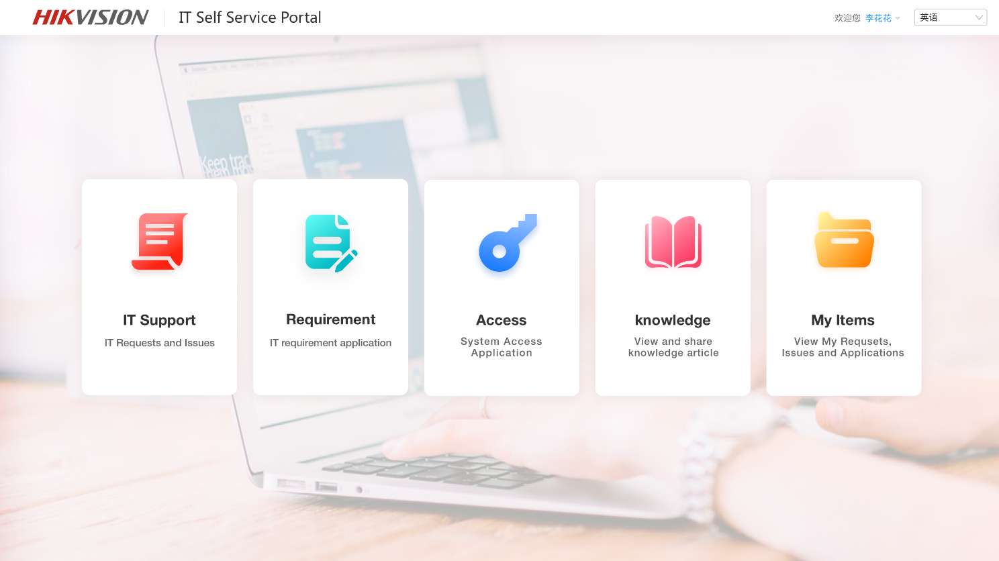 HIKVISION
IT Self Service Portal
欢迎您 李花花
英语
Keep trac
IT Support
IT Requests and Issues
Requirement
IT requirement application
Access
System Access
Application
knowledge
View and share
knowledge article
My Items
View My Requsets,
Issues and Applications